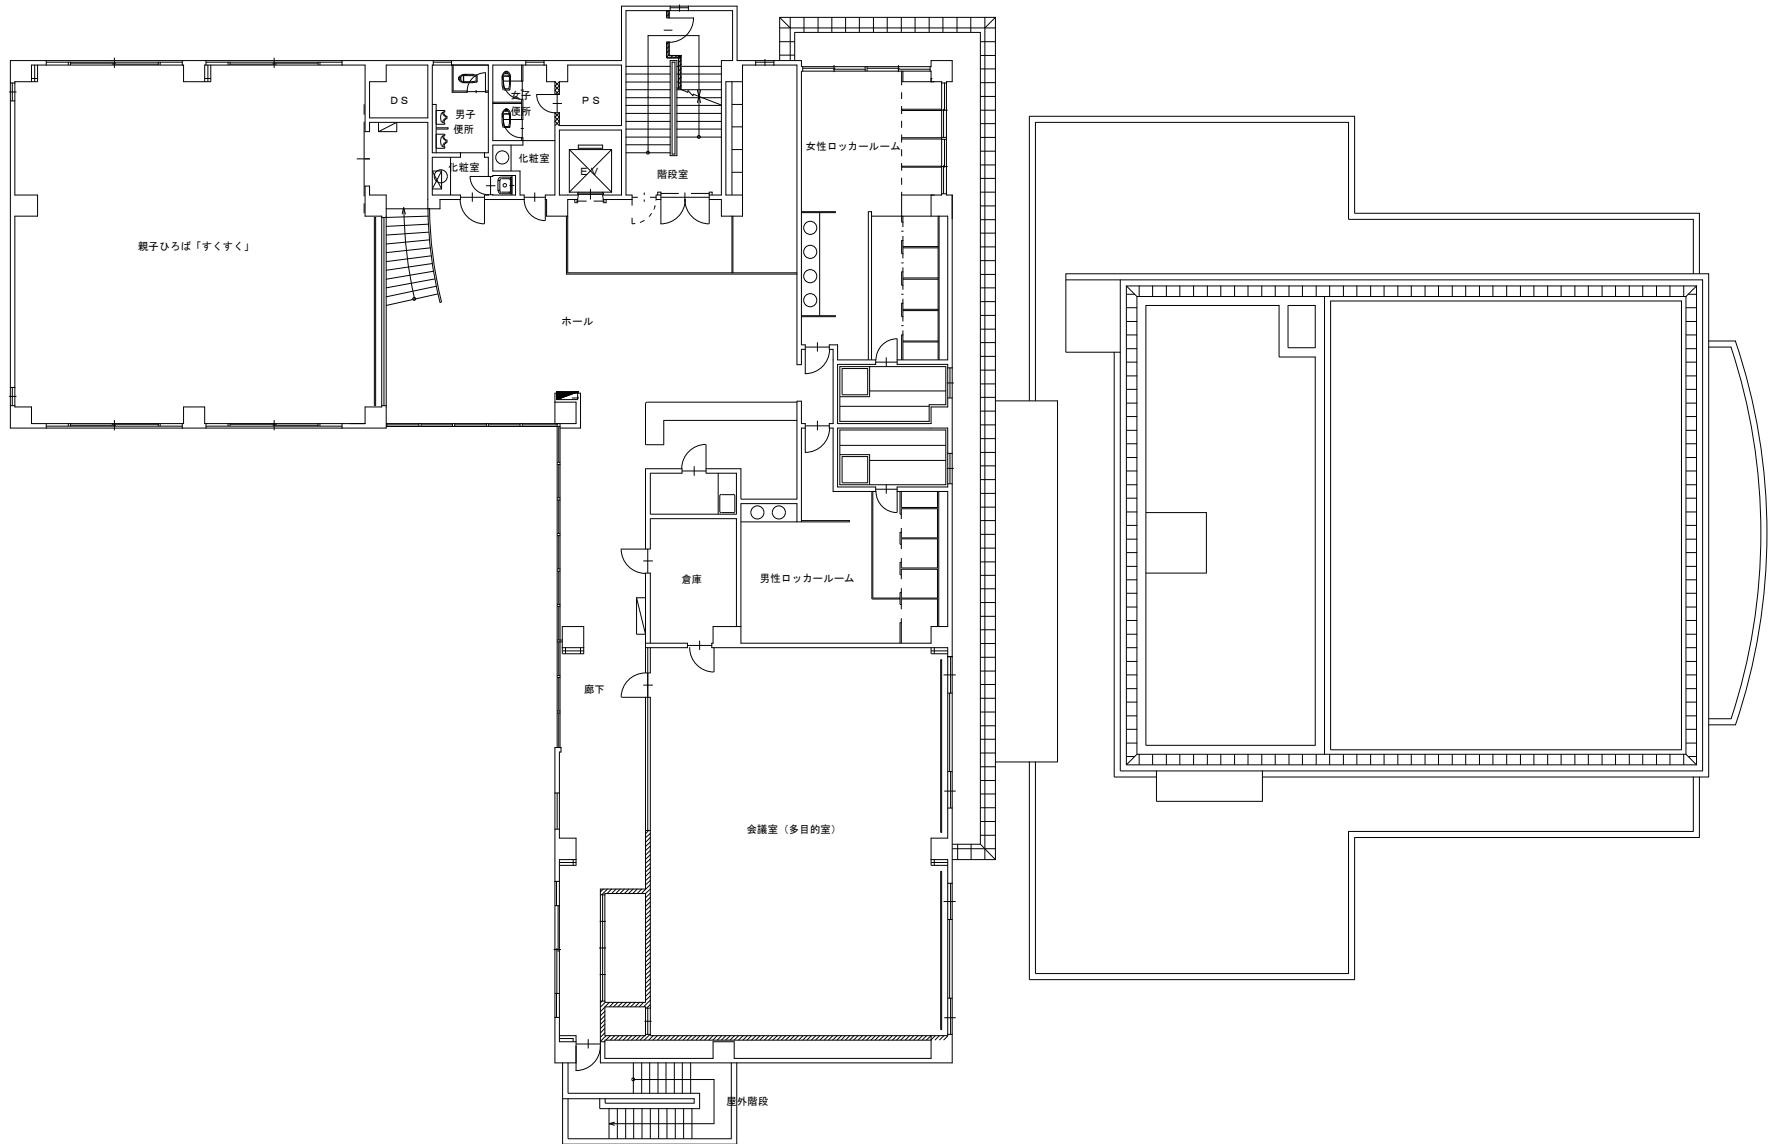 DS
男子
便所
女子
便所
PS
化粧室
化粧室
EV
階段室
女性ロッカールーム
親子ひろば「すくすく」
ホール
倉庫
男性ロッカールーム
廊下
会議室（多目的室）
屋外階段